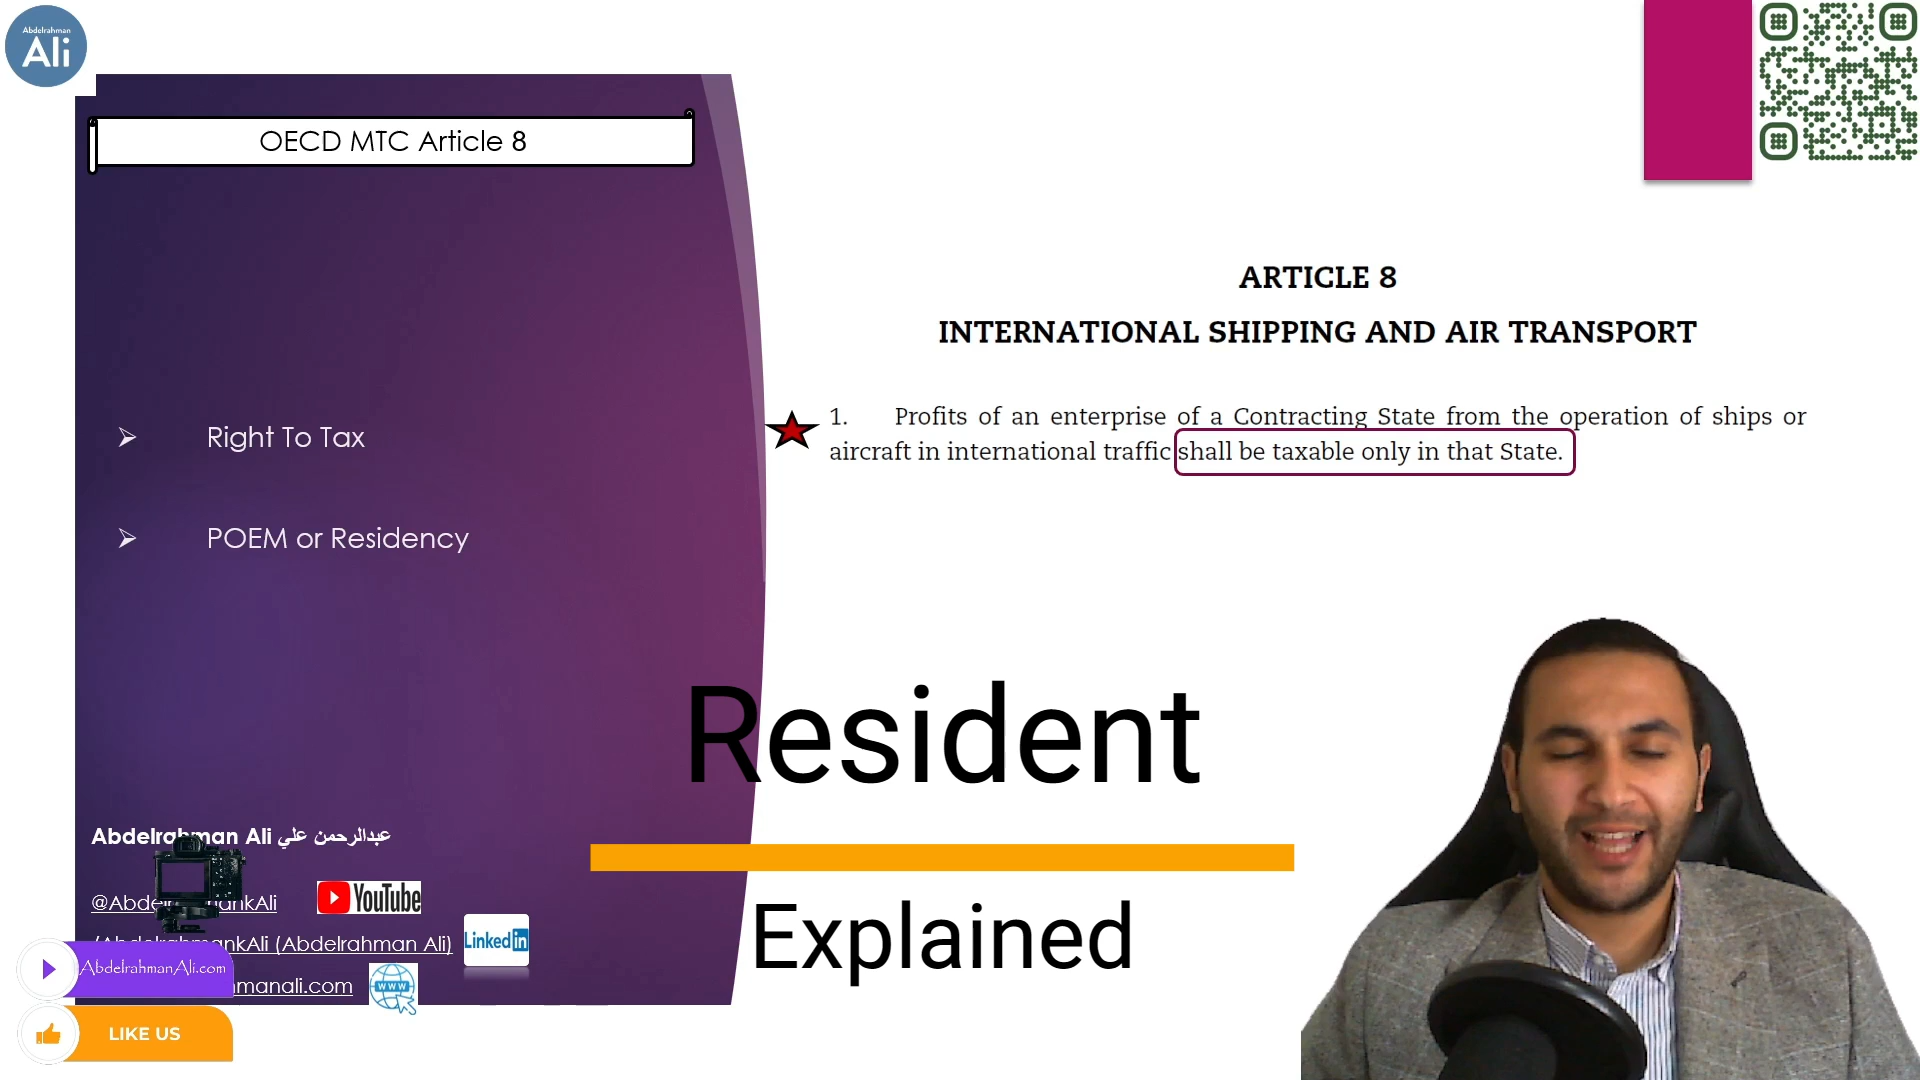 Abdelrahman
Ali
OECD MTC Article 8
Right To Tax
POEM or Residency
ARTICLE 8
INTERNATIONAL SHIPPING AND AIR TRANSPORT
1. Profits of an enterprise of a Contracting State from the operation of ships or
aircraft in international traffic shall be taxable only in that State.
Resident
Explained
Abdelrahman Ali عبدالرحمن علي
YouTube
(Abdelrahman Ali)
Linked in
AbdelrahmanAli.com
www
LIKE US